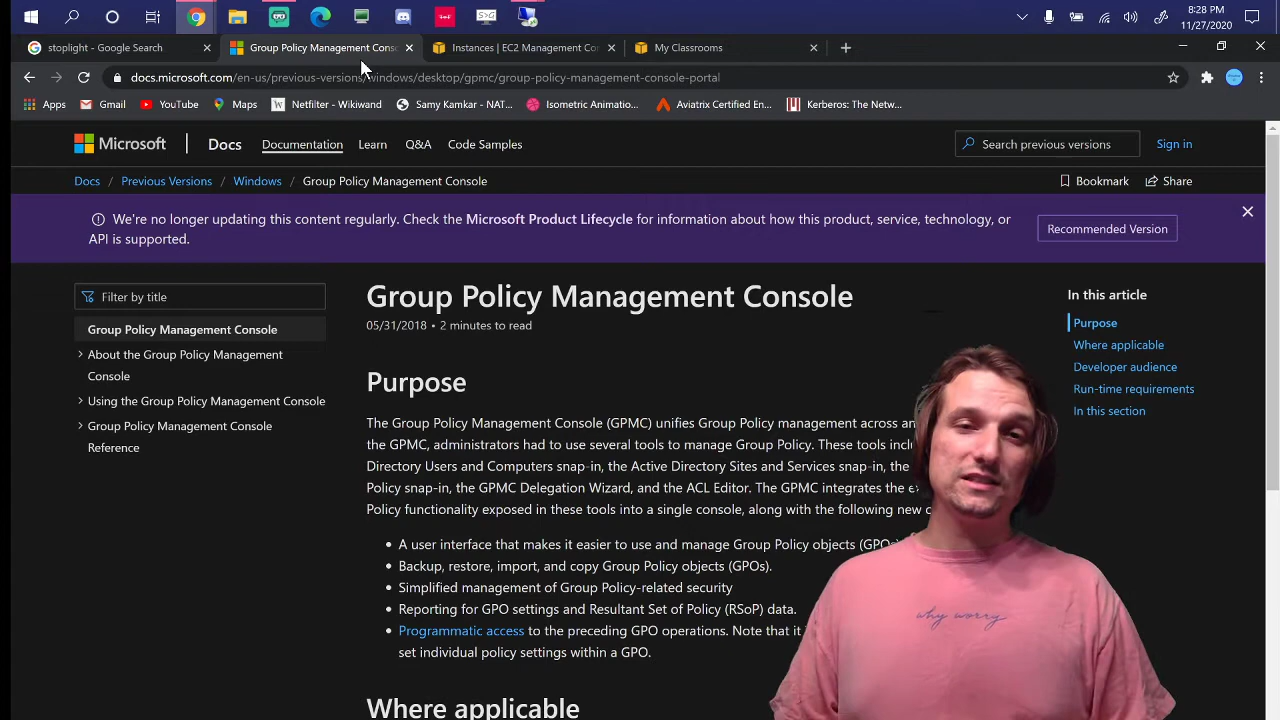 8:28 PM
11/27/2020
stoplight - Google Search
Group Policy Management Conso
Instances | EC2 Management Con
My Classrooms
docs.microsoft.com/en-us/previous-versions/windows/desktop/gpmc/group-policy-management-console-portal
Apps
Gmail
YouTube
Maps
Netfilter - Wikiwand
Samy Kamkar - NAT...
Isometric Animatio...
Aviatrix Certified En...
Kerberos: The Netw...
Microsoft
Docs
Documentation
Learn
Q&A
Code Samples
Search previous versions
Sign in
Docs / Previous Versions / Windows / Group Policy Management Console
Bookmark
Share
We're no longer updating this content regularly. Check the Microsoft Product Lifecycle for information about how this product, service, technology, or
API is supported.
Recommended Version
Filter by title
Group Policy Management Console
About the Group Policy Management
Console
Using the Group Policy Management Console
Group Policy Management Console
Reference
Group Policy Management Console
05/31/2018 • 2 minutes to read
Purpose
The Group Policy Management Console (GPMC) unifies Group Policy management across an
the GPMC, administrators had to use several tools to manage Group Policy. These tools inclu
Directory Users and Computers snap-in, the Active Directory Sites and Services snap-in, the
Policy snap-in, the GPMC Delegation Wizard, and the ACL Editor. The GPMC integrates the e
Policy functionality exposed in these tools into a single console, along with the following new c
• A user interface that makes it easier to use and manage Group Policy objects (GPOs)
• Backup, restore, import, and copy Group Policy objects (GPOs).
• Simplified management of Group Policy-related security
• Reporting for GPO settings and Resultant Set of Policy (RSoP) data.
• Programmatic access to the preceding GPO operations. Note that it
set individual policy settings within a GPO.
Where applicable
In this article
Purpose
Where applicable
Developer audience
Run-time requirements
In this section
why worry